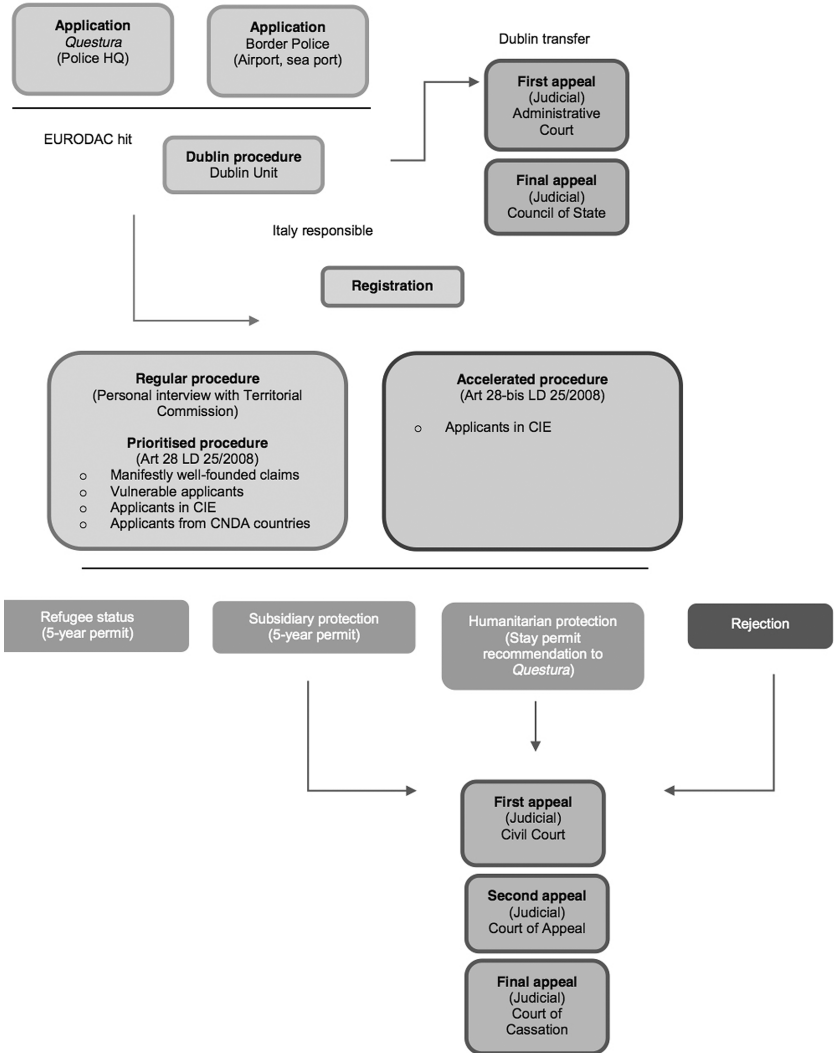 Application
Questura
(Police HQ)
Application
Border Police
(Airport, sea port)
Dublin transfer
First appeal
(Judicial)
Administrative
Court
EURODAC hit
Dublin procedure
Dublin Unit
Final appeal
(Judicial)
Council of State
Italy responsible
Registration
Regular procedure
(Personal interview with Territorial
Commission)
Prioritised procedure
(Art 28 LD 25/2008)
o Manifestly well-founded claims
o Vulnerable applicants
o Applicants in CIE
o Applicants from CNDA countries
Accelerated procedure
(Art 28-bis LD 25/2008)
o Applicants in CIE
Refugee status
(5-year permit)
Subsidiary protection
(5-year permit)
Humanitarian protection
(Stay permit
recommendation to
Questura)
Rejection
First appeal
(Judicial)
Civil Court
Second appeal
(Judicial)
Court of Appeal
Final appeal
(Judicial)
Court of
Cassation